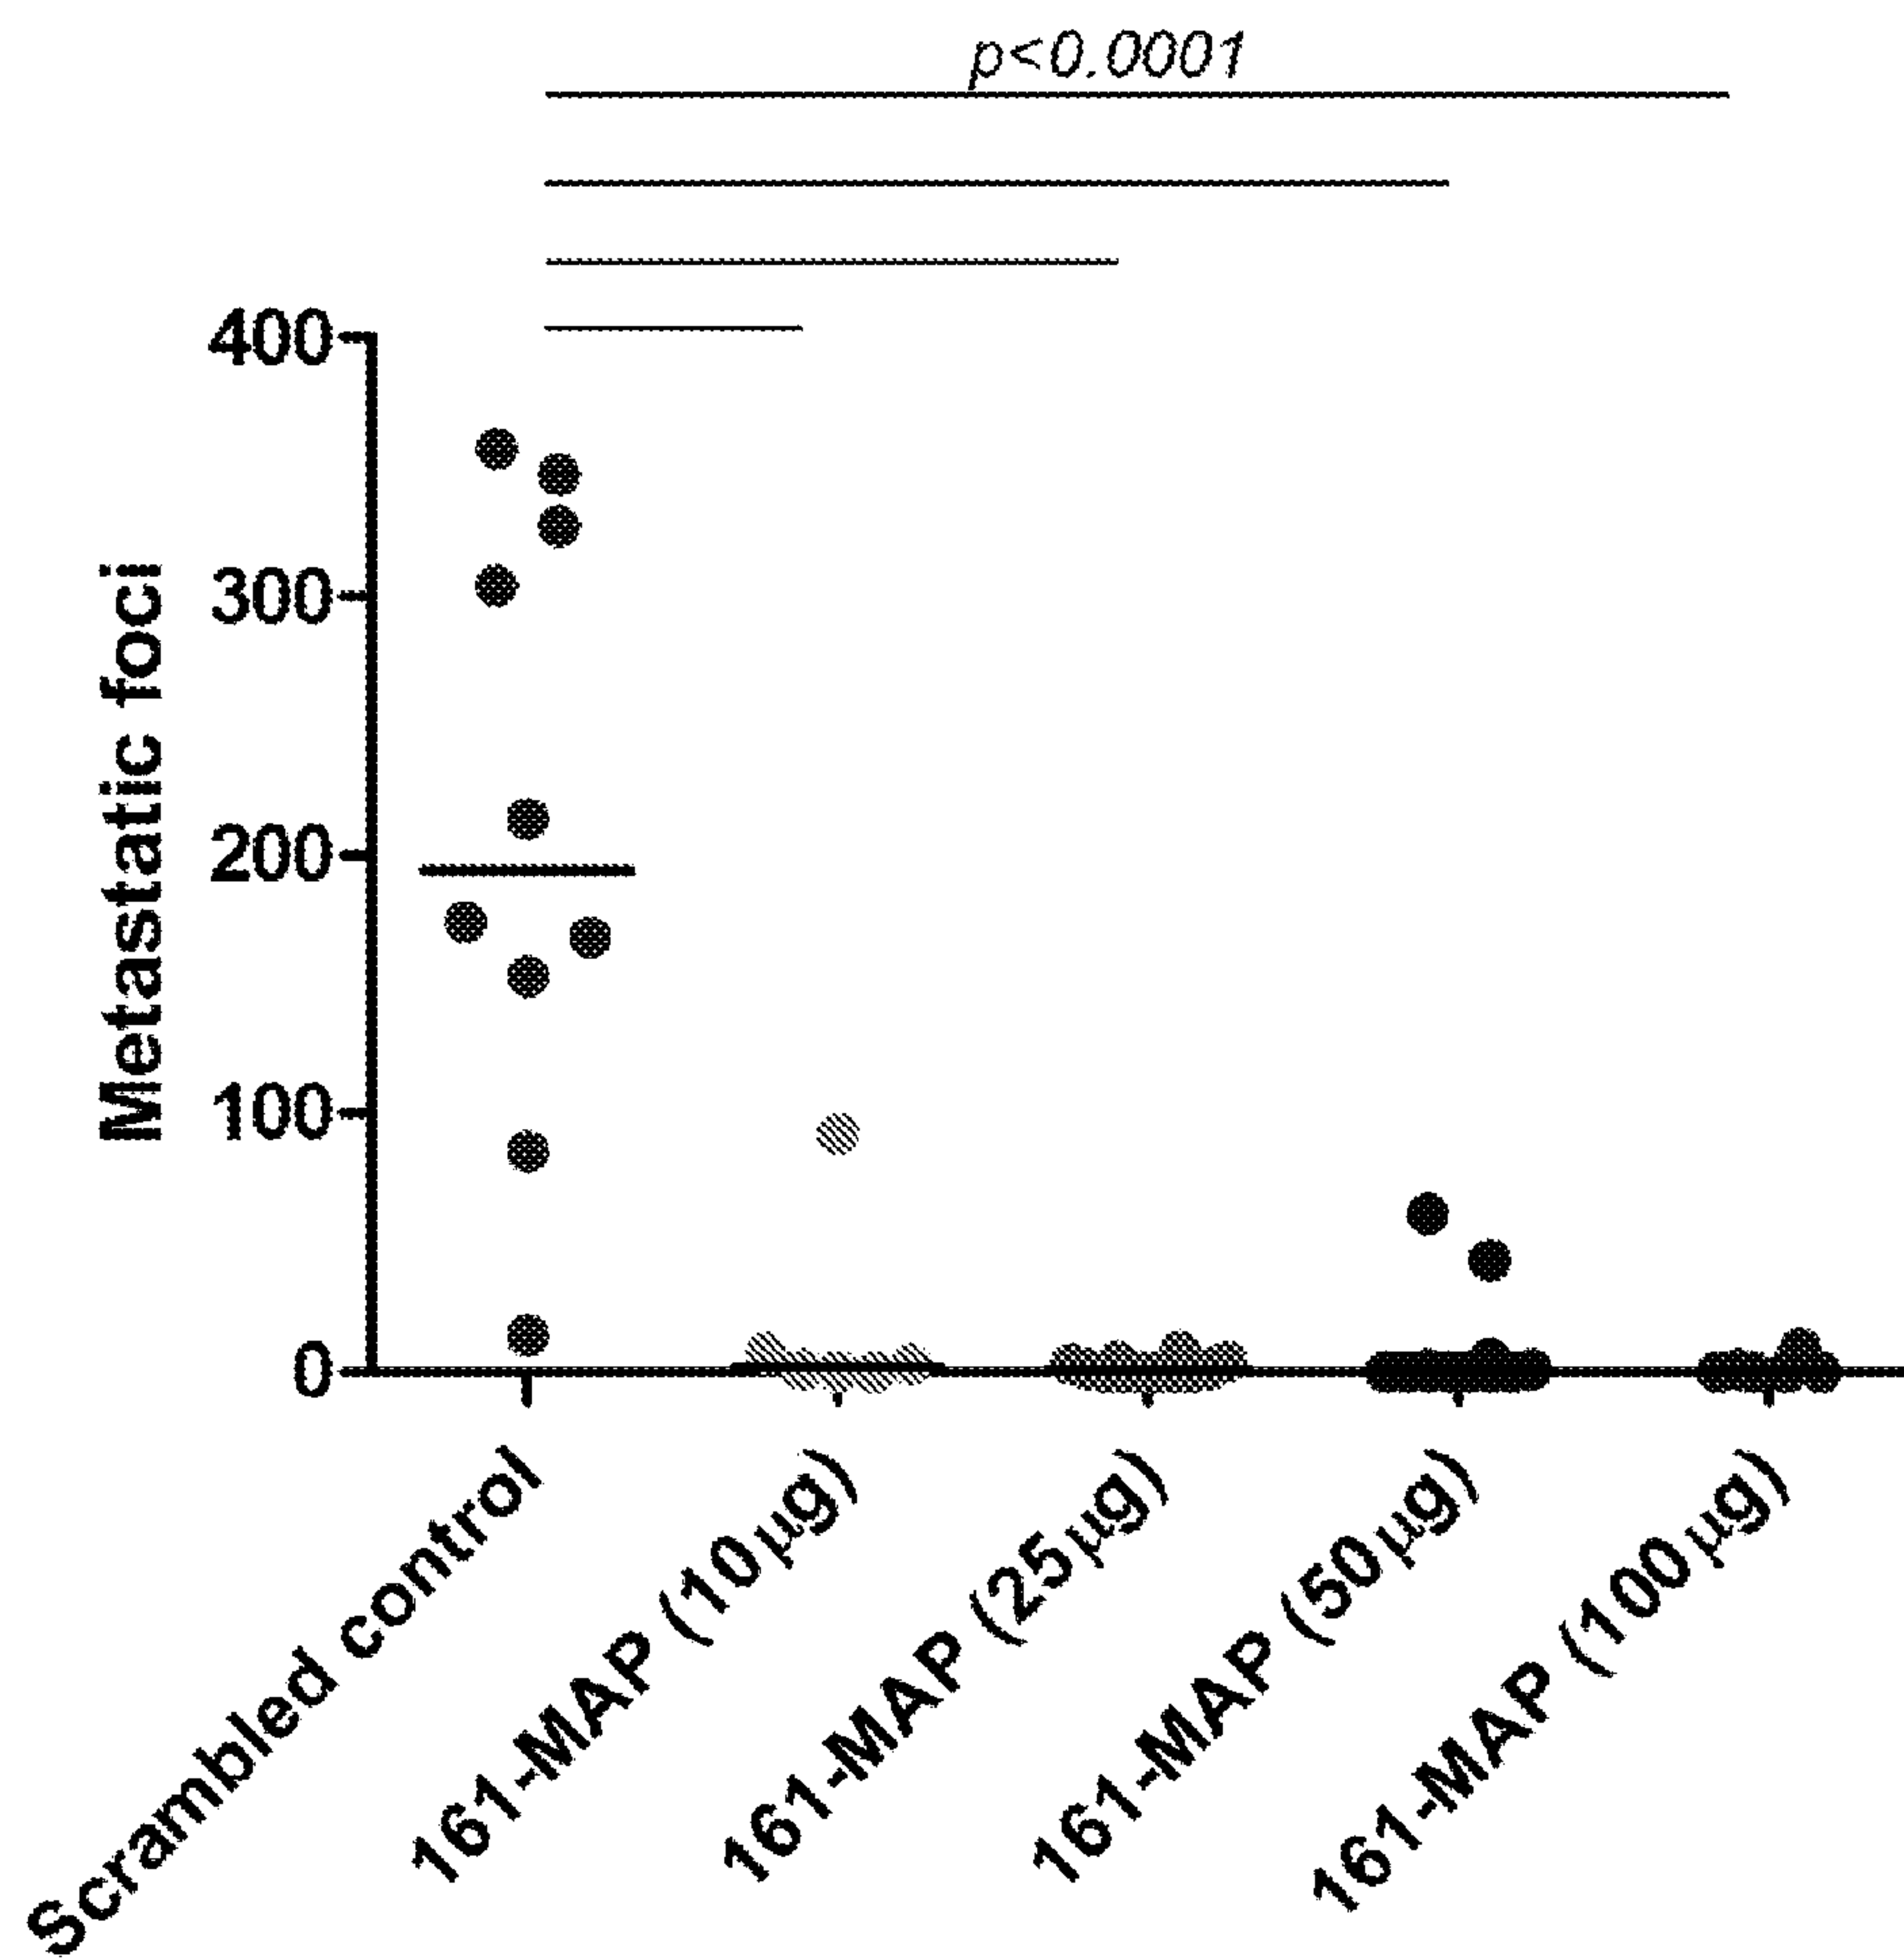 p<0.0001
400
300
200
100
0
Metastatic foci
Scrambled control
161-MAP (10µg)
161-MAP (25µg)
161-MAP (50µg)
161-MAP (100µg)